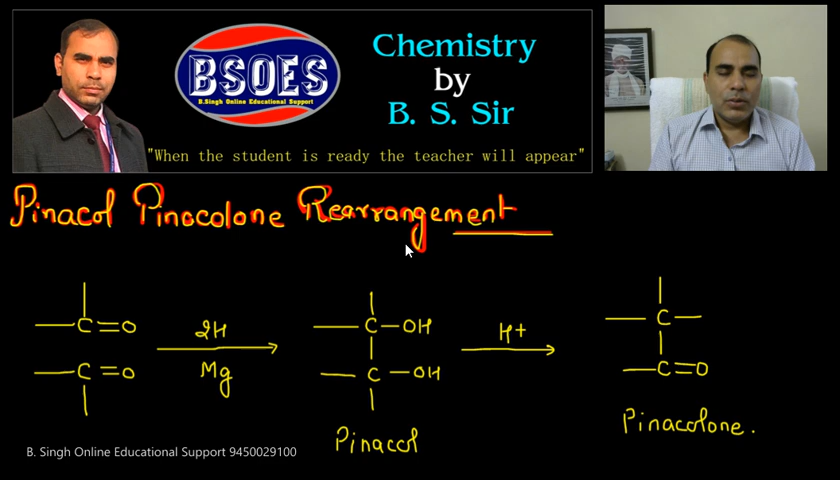 BSOES
B.Singh Online Educational Support
Chemistry
by
B. S. Sir
"When the student is ready the teacher will appear"
Pinacol Pinacolone Rearrangement
C=O
C=O
2H
Mg
C-OH
C-OH
Pinacol
H+
C
C=O
Pinacolone.
B. Singh Online Educational Support 9450029100